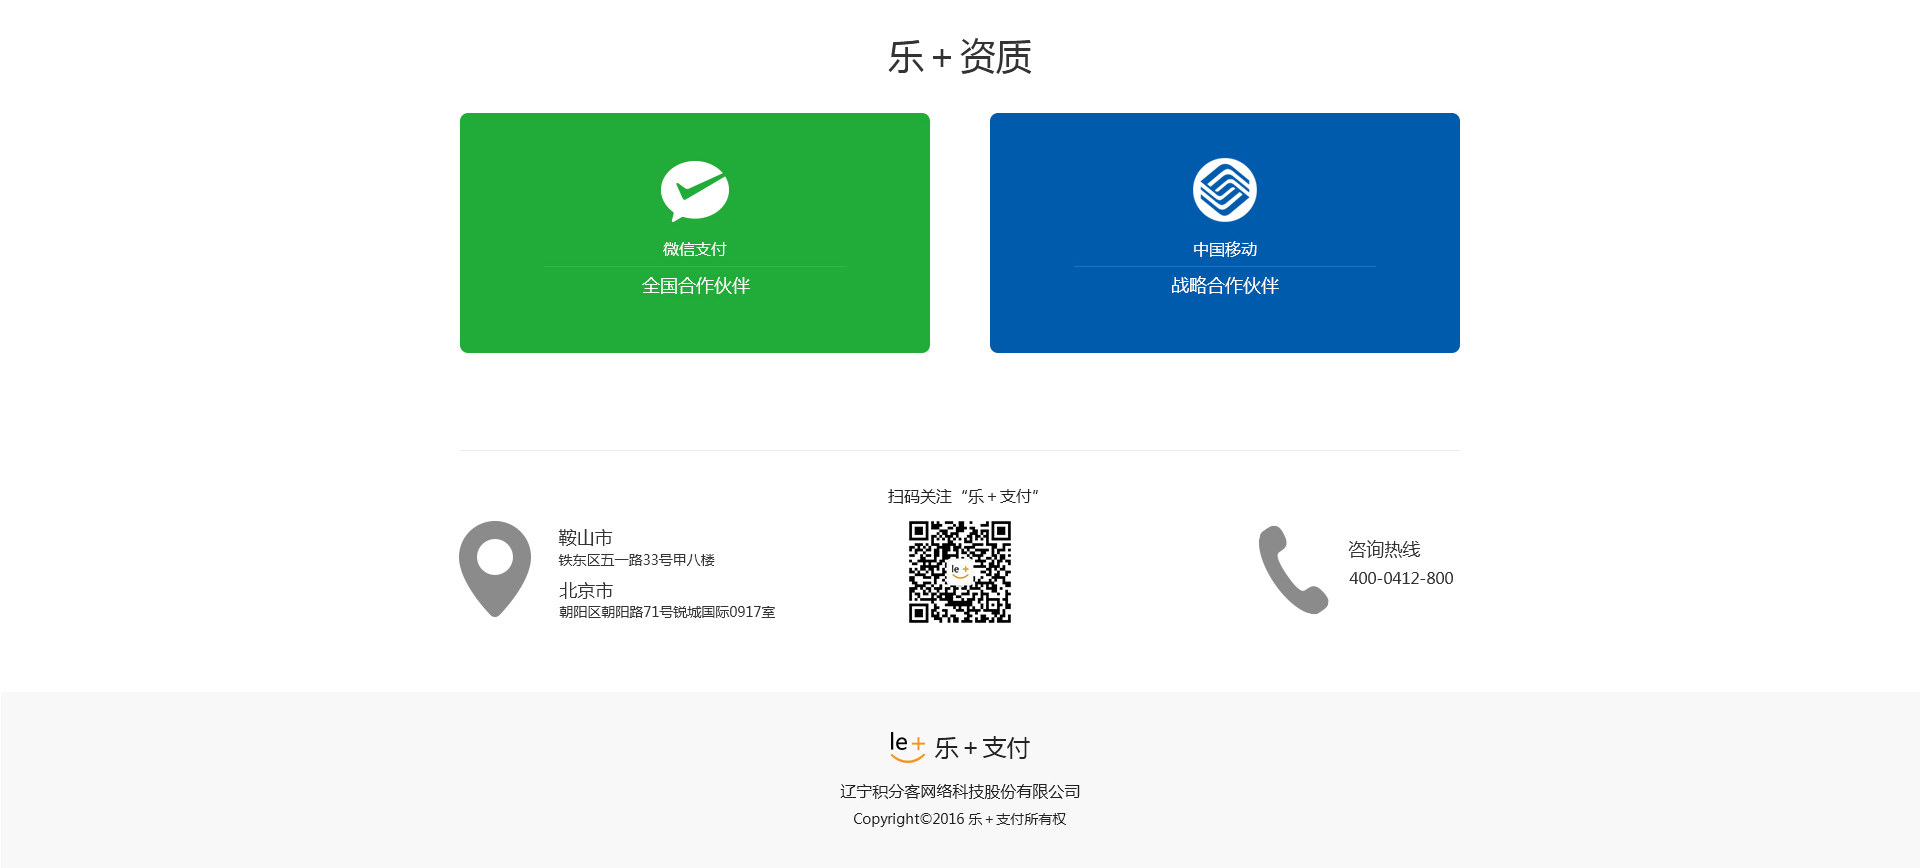 乐+资质
微信支付
全国合作伙伴
中国移动
战略合作伙伴
扫码关注“乐+支付”
鞍山市
铁东区五一路33号甲八楼
北京市
朝阳区朝阳路71号锐城国际0917室
le+
咨询热线
400-0412-800
le+ 乐+支付
辽宁积分客网络科技股份有限公司
Copyright©2016 乐+支付所有权